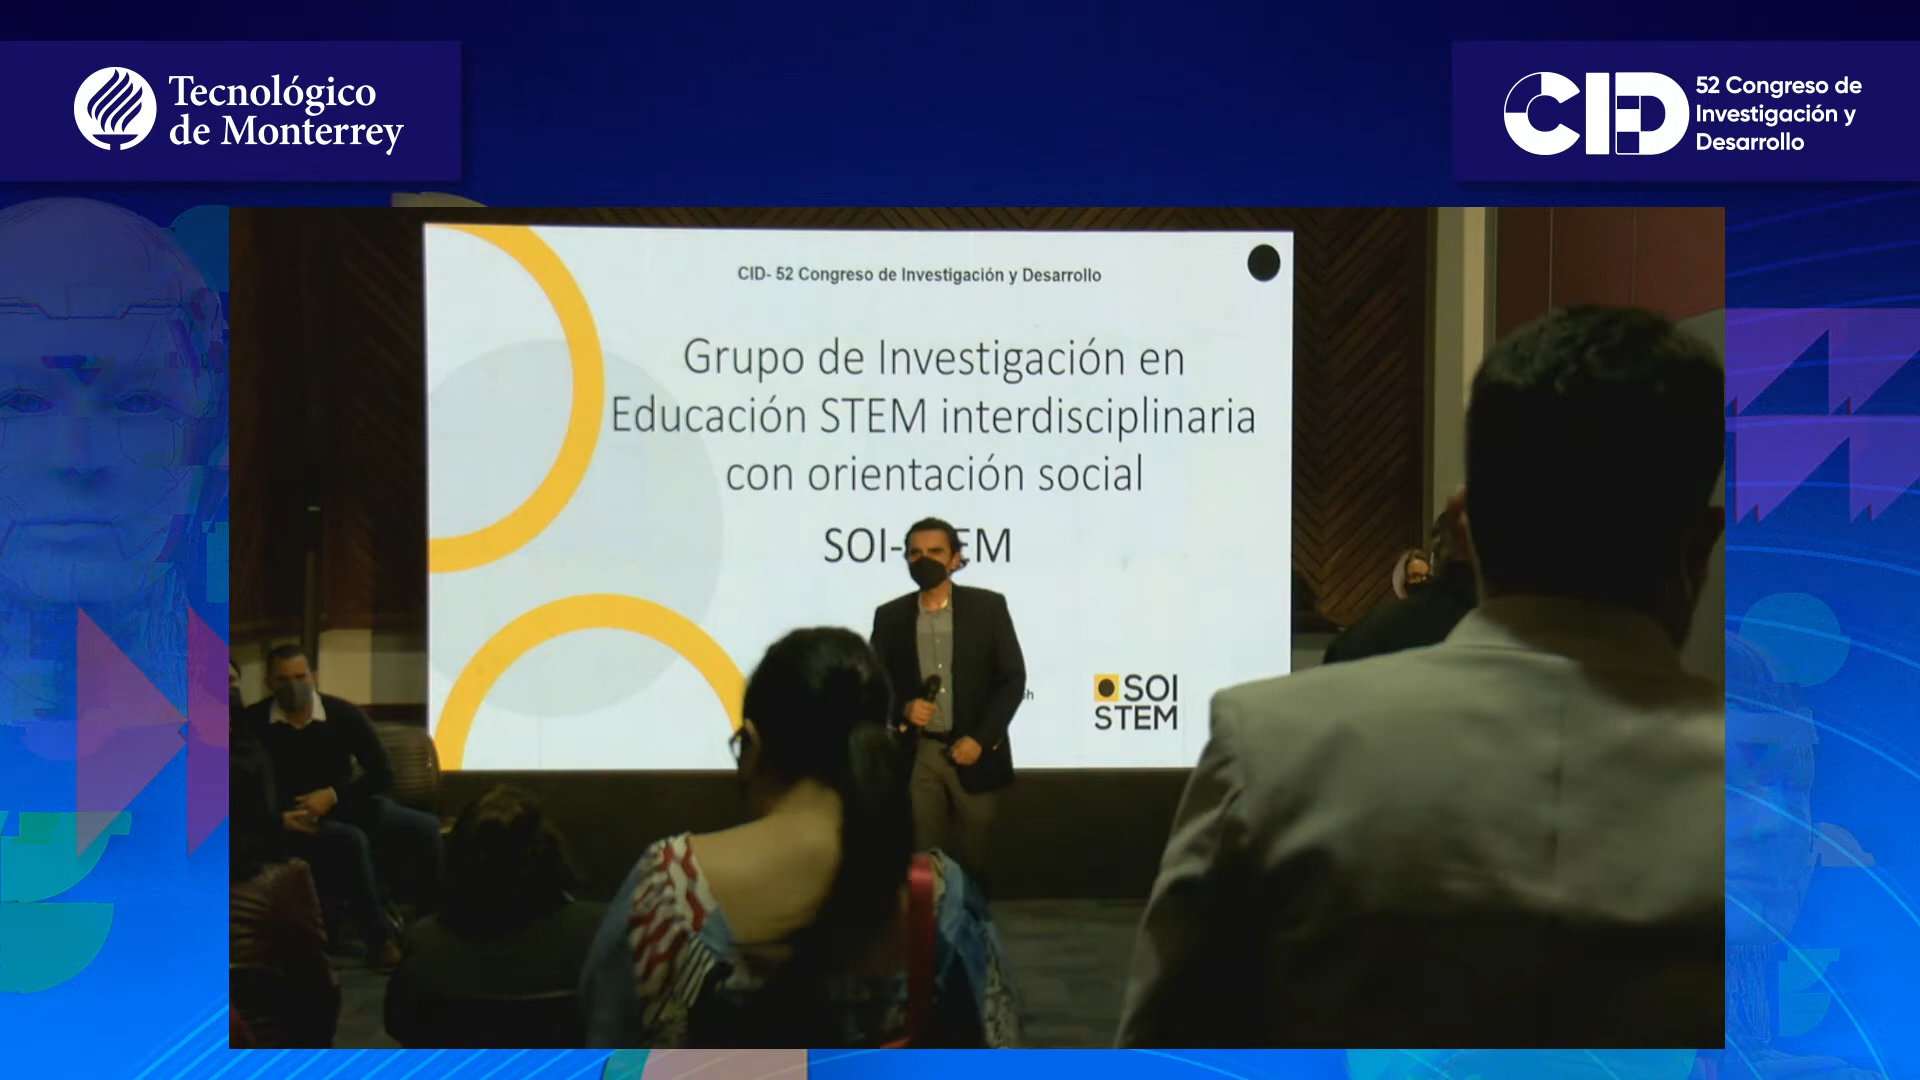 Tecnológico
de Monterrey
CID
52 Congreso de
Investigación y
Desarrollo
CID- 52 Congreso de Investigación y Desarrollo
Grupo de Investigación en
Educación STEM interdisciplinaria
con orientación social
SOI
STEM